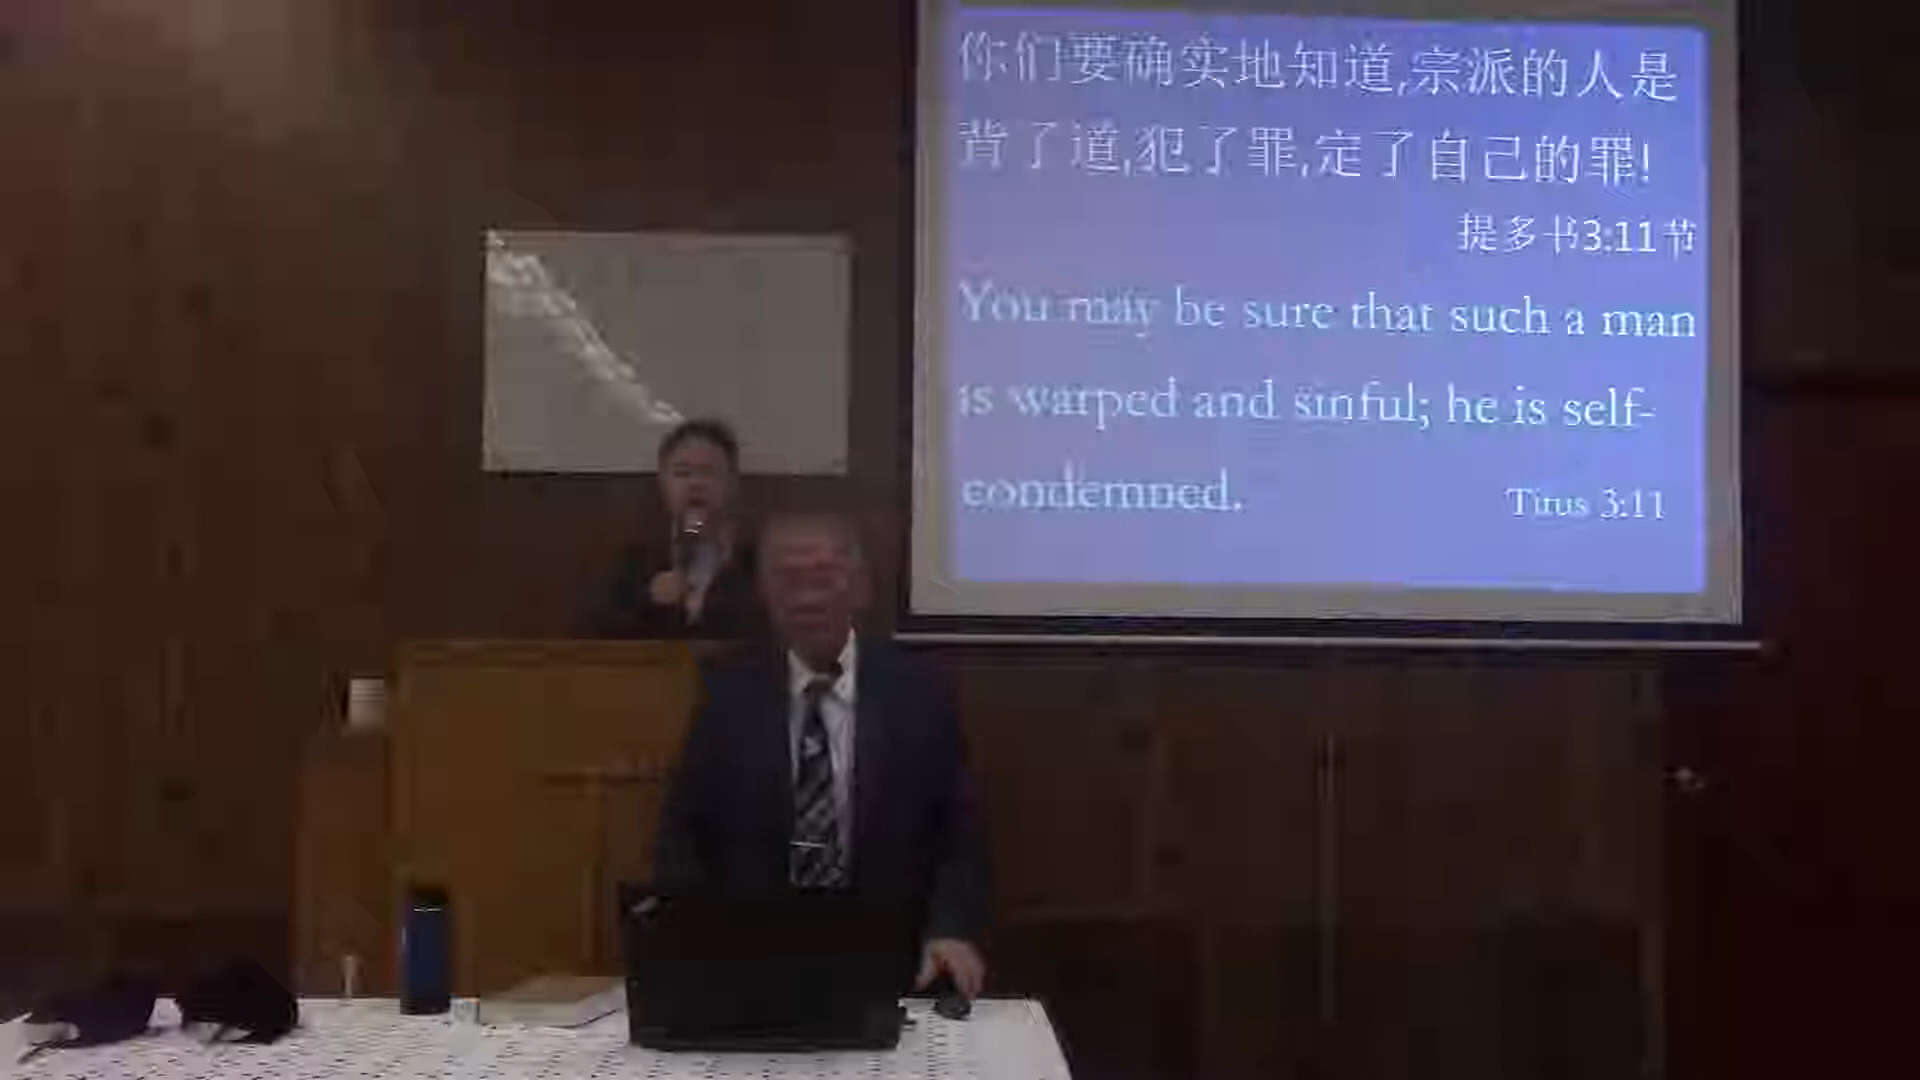 你们要确实地知道,宗派的人是
背了道,犯了罪,定了自己的罪!
提多书3:11节
You may be sure that such a man
is warped and sinful; he is self-
condemned.
Titus 3:11